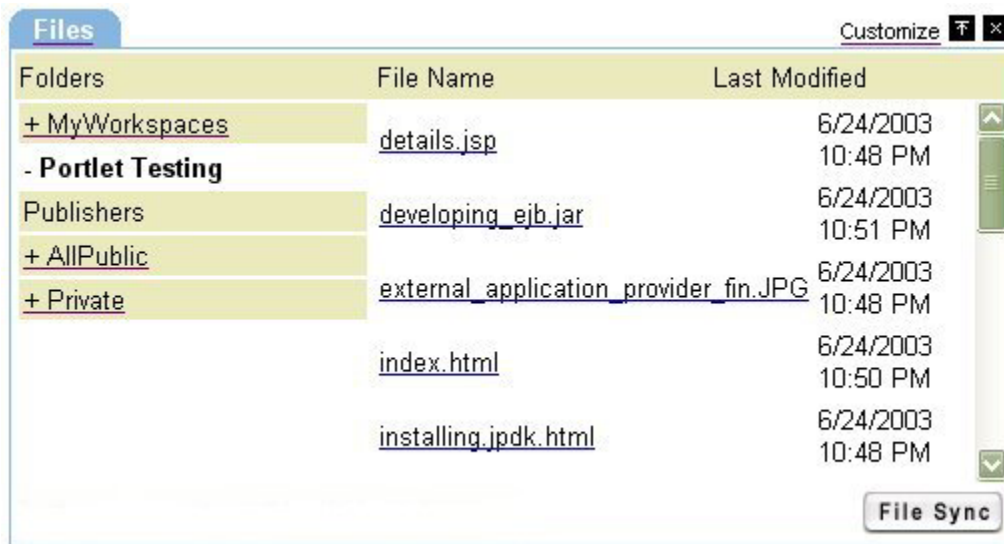 Files
Customize
Folders File Name Last Modified
+ MyWorkspaces
- Portlet Testing
Publishers
+ AllPublic
+ Private
details.jsp 6/24/2003
10:48 PM
developing_ejb.jar 6/24/2003
10:51 PM
external_application_provider_fin.JPG 6/24/2003
10:48 PM
index.html 6/24/2003
10:50 PM
installing.jpdk.html 6/24/2003
10:48 PM
File Sync